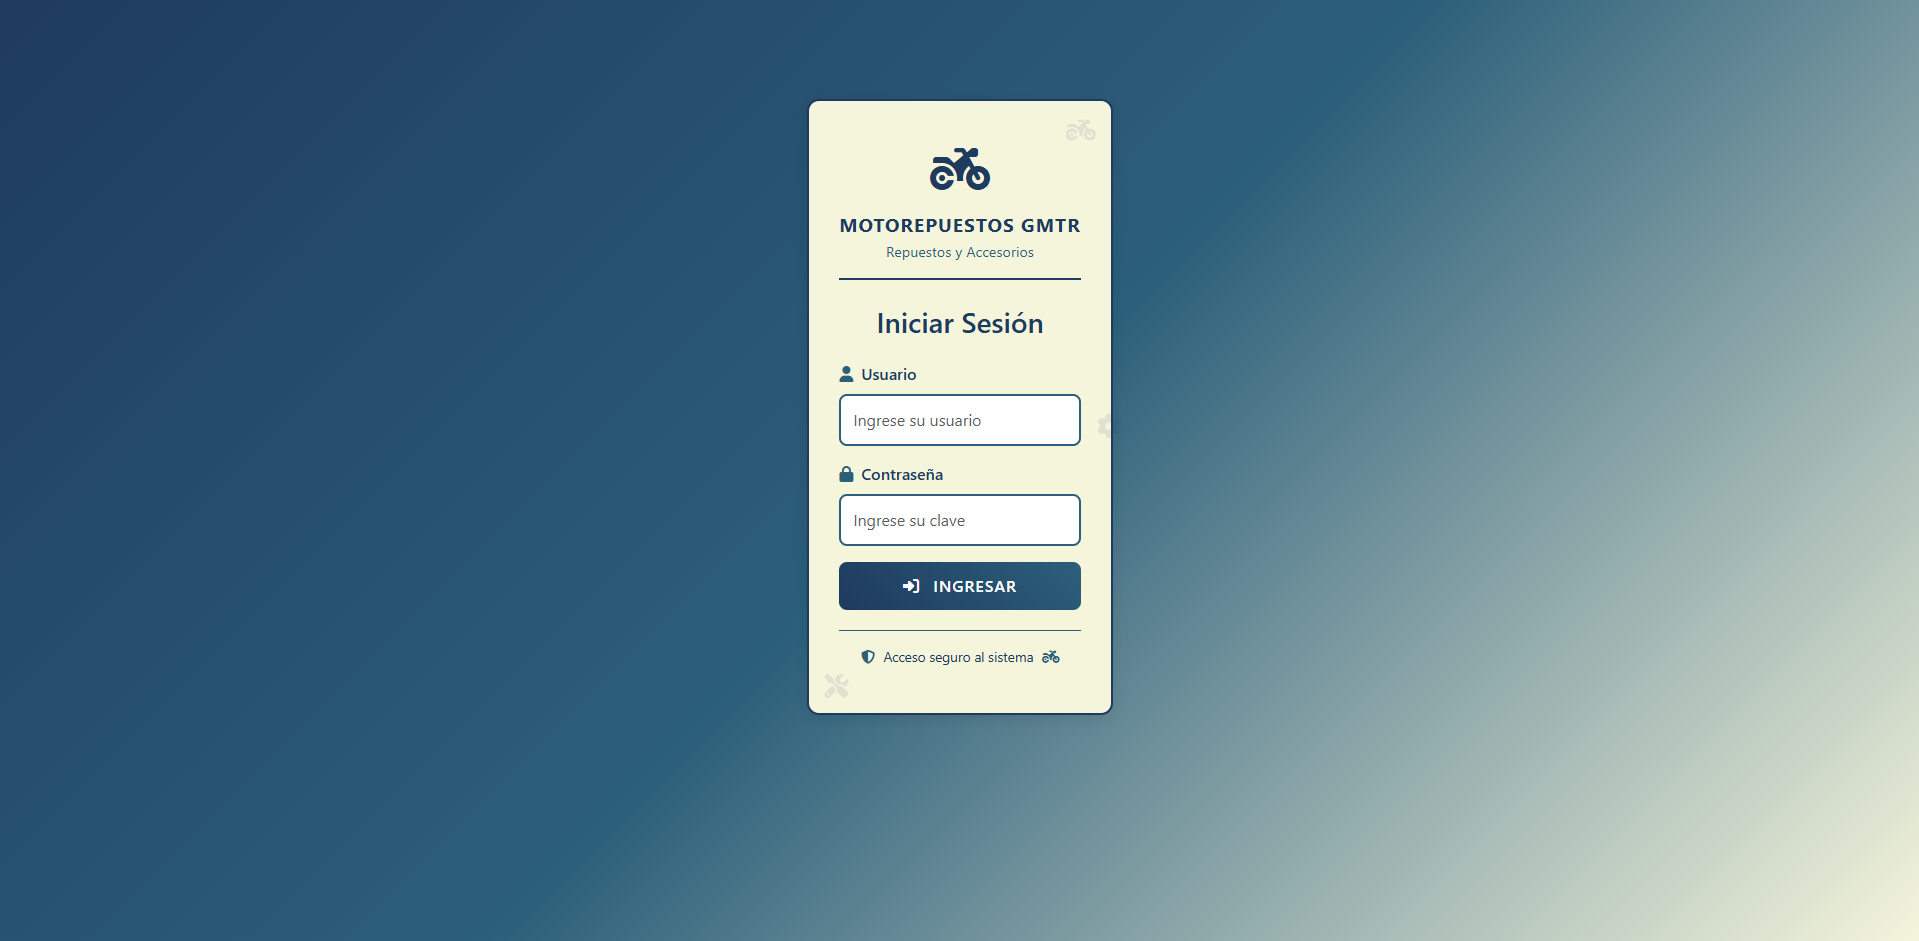 MOTOREPUESTOS GMTR
Repuestos y Accesorios
Iniciar Sesión
Usuario
Ingrese su usuario
Contraseña
Ingrese su clave
INGRESAR
Acceso seguro al sistema